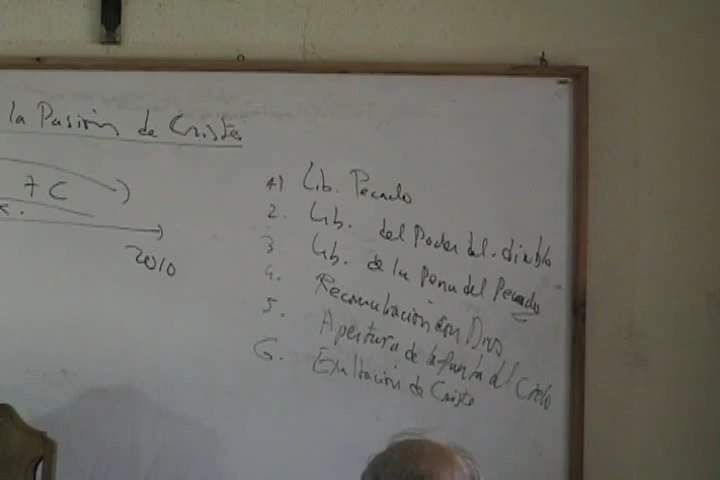 la Pasión de Cristo
7 C
2010
1) Lib. Pecado
2. Lib. del Poder del diablo
3 Lib. de la Pena del Pecado
4. Reconciliación con Dios
5. Apertura de la Puerta del Cielo
6. Exaltación de Cristo